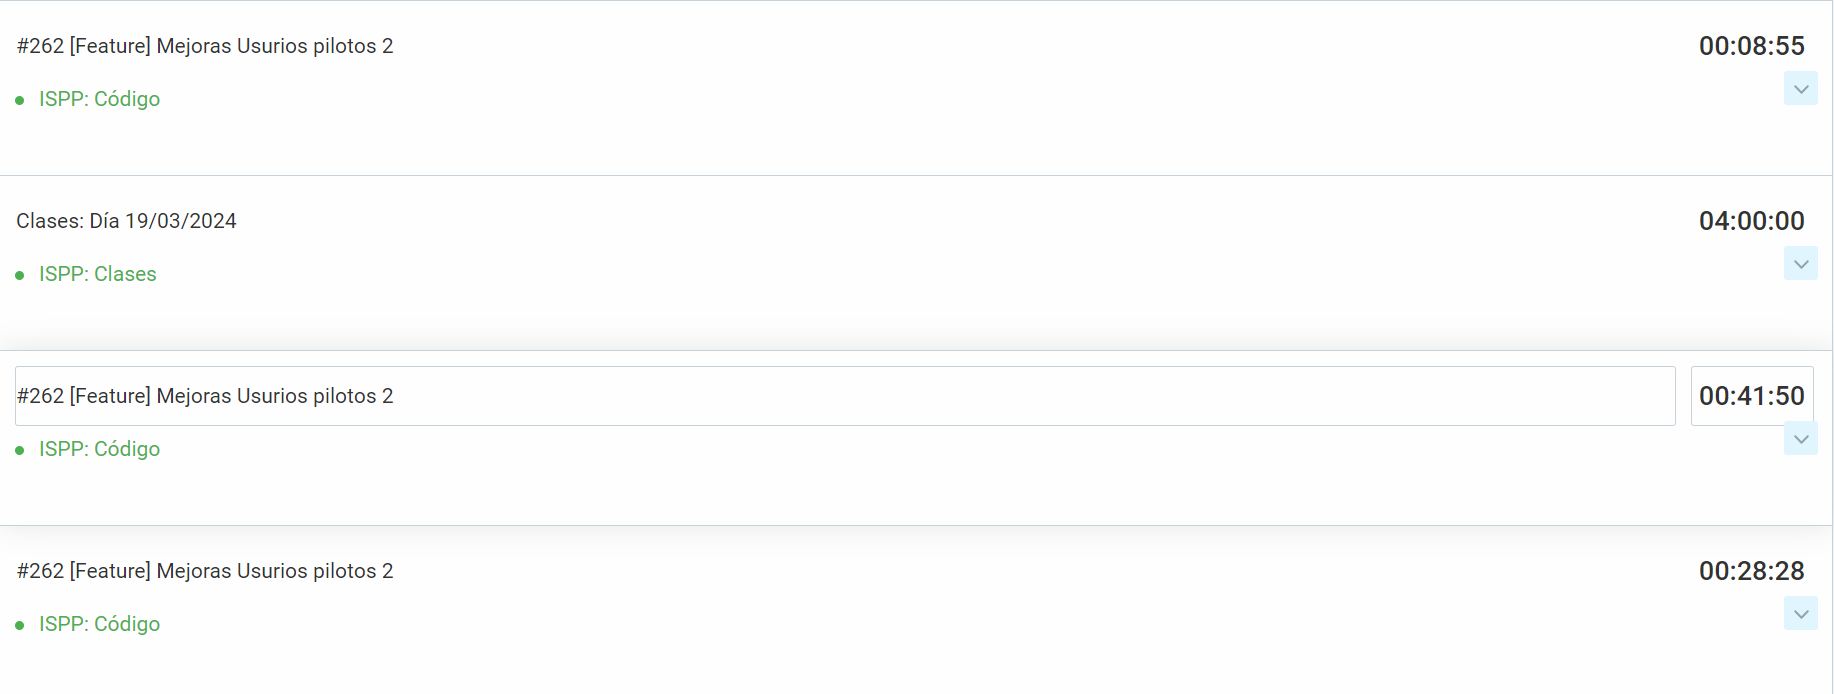 #262 [Feature] Mejoras Usurios pilotos 2 00:08:55
ISPP: Código
Clases: Día 19/03/2024 04:00:00
ISPP: Clases
#262 [Feature] Mejoras Usurios pilotos 2 00:41:50
ISPP: Código
#262 [Feature] Mejoras Usurios pilotos 2 00:28:28
ISPP: Código